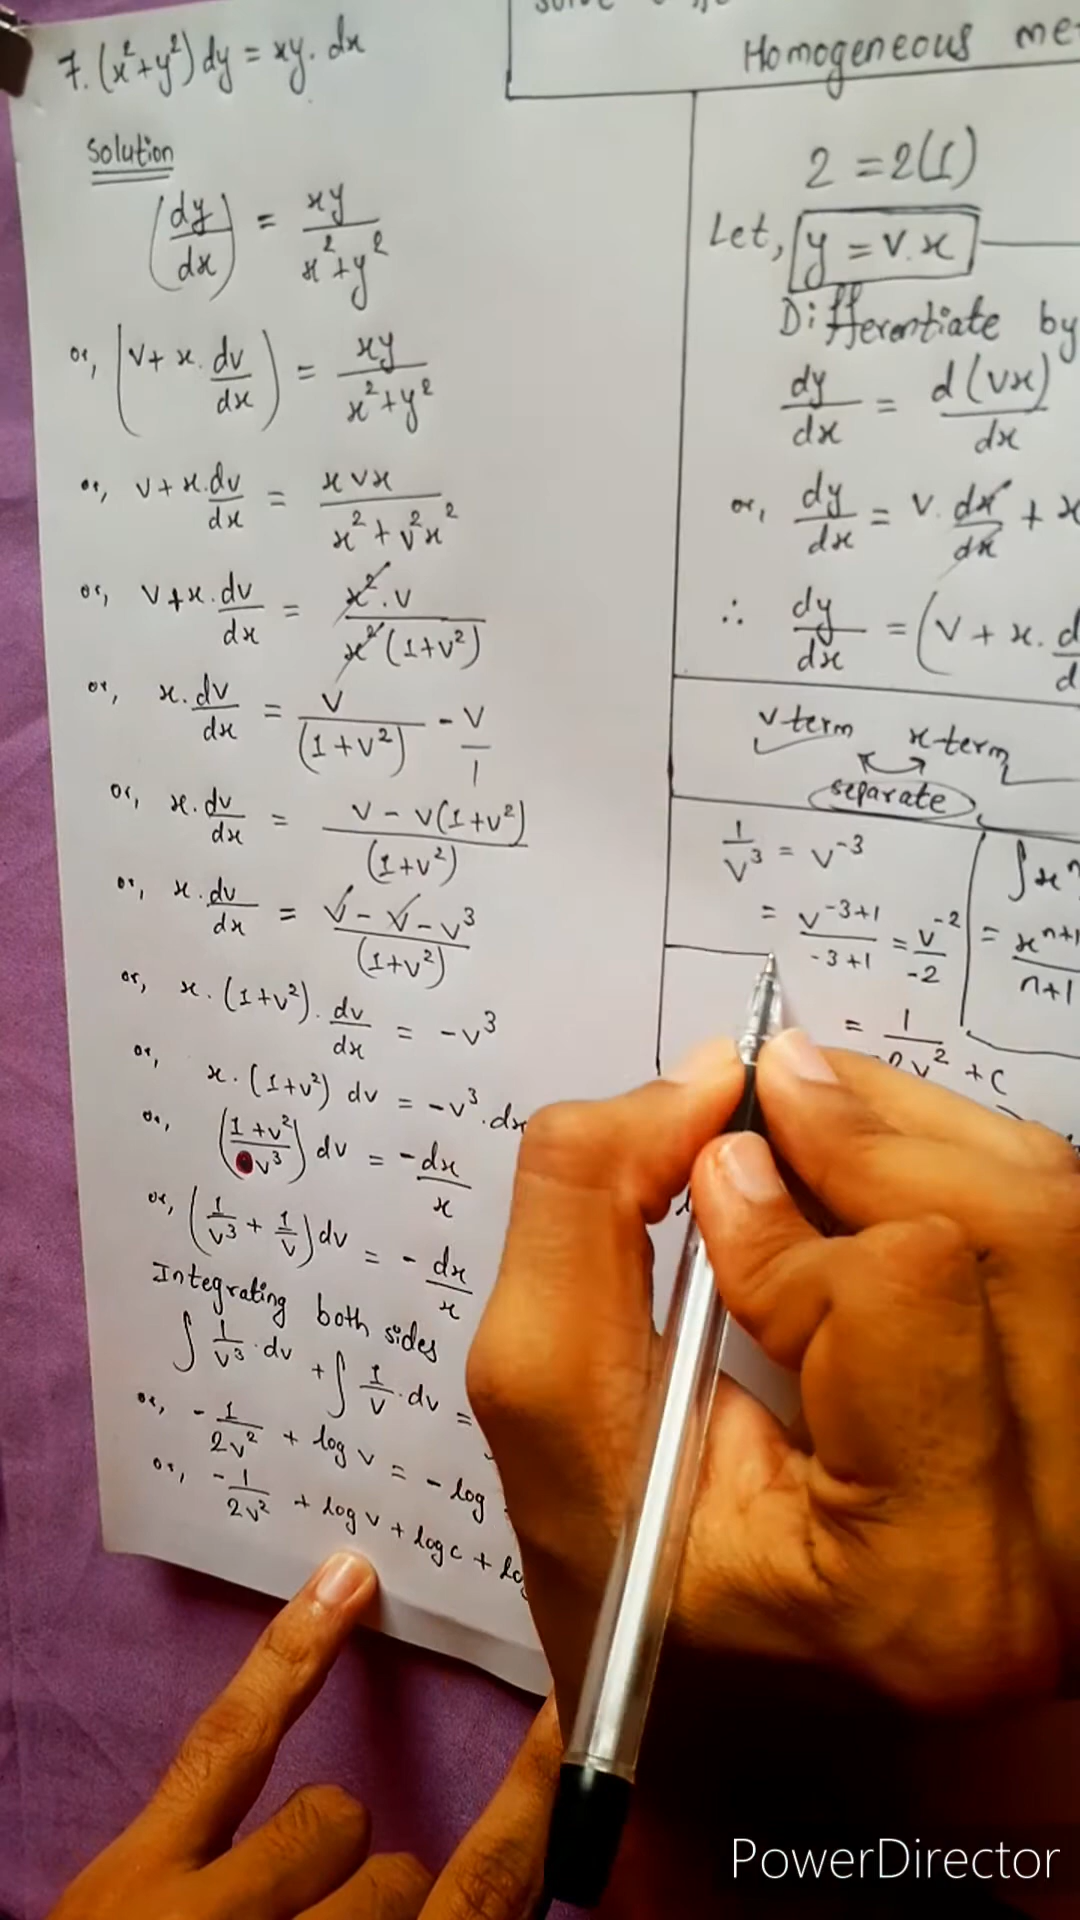 7. (x²+y²) dy = xy. dx
Solution
(dy/dx) = xy/x²+y²
or, (v+ x. dv/dx) = xy/x²+y²
or, v + x.dv/dx = x v x/x² + v²x²
or, v+x. dv/dx = x².v/x²(1+v²)
or, x. dv/dx = v/(1+v²) - v/1
or, x. dv/dx = v - v(1+v²)/(1+v²)
or, x. dv/dx = v - v - v³/(1+v²)
or, x. (1+v²). dv/dx = -v³
or, x. (1+v²) dv = -v³. dx
or, (1+v²/v³) dv = -dx/x
or, (1/v³ + 1/v) dv = - dx/x
Integrating both sides
∫ 1/v³ . dv + ∫ 1/v . dv =
or, - 1/2v² + log v = - log
or, - 1/2v² + log v + log c + log
Homogeneous
2 = 2(1)
Let, y = v.x
Differentiate by
dy/dx = d(vx)/dx
or, dy/dx = v. dx/dx + x
∴ dy/dx = (v + x. d/d
v term x-term
separate
1/v³ = v⁻³
= v⁻³⁺¹/-3+1 = v⁻²/-2
= 1/2v² + c
∫xⁿ
= xⁿ⁺¹/n+1
PowerDirector